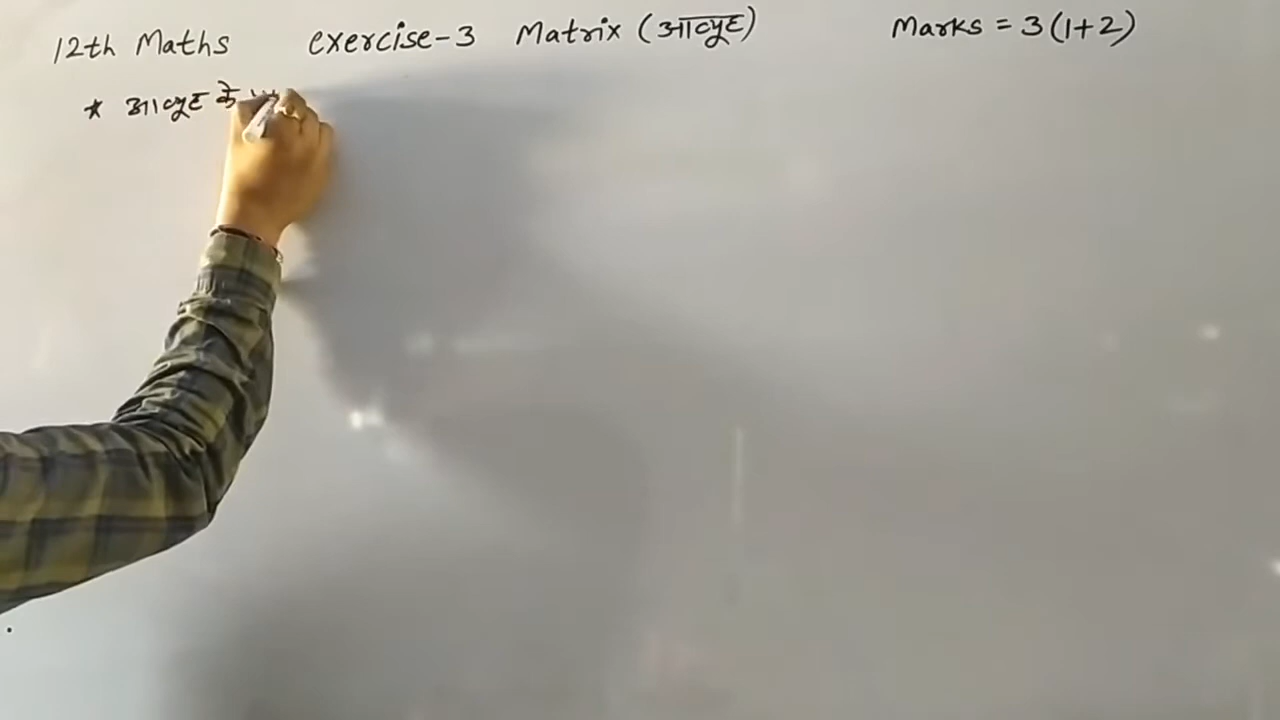 12th Maths exercise-3 Matrix (आव्यूह) Marks = 3(1+2)
* आव्यूह के